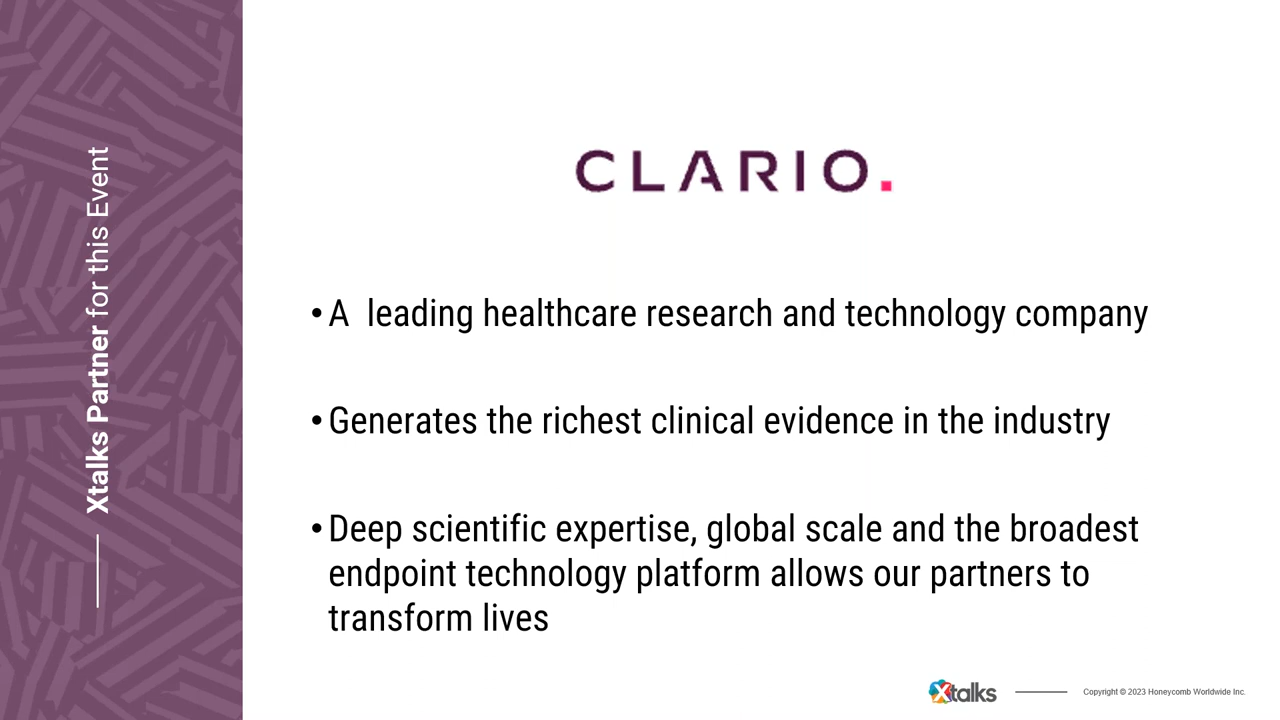 Xtalks Partner for this Event
CLARIO.
• A  leading healthcare research and technology company
• Generates the richest clinical evidence in the industry
• Deep scientific expertise, global scale and the broadest
endpoint technology platform allows our partners to
transform lives
Xtalks
Copyright © 2023 Honeycomb Worldwide Inc.